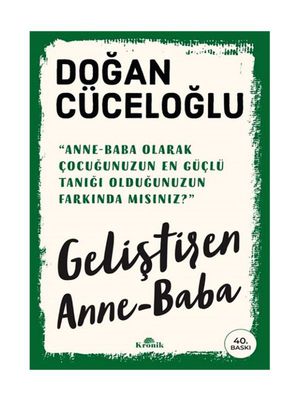 DOĞAN
CÜCELOĞLU
“ANNE-BABA OLARAK
ÇOCUĞUNUZUN EN GÜÇLÜ
TANIĞI OLDUĞUNUZUN
FARKINDA MISINIZ?”
Geliştiren
Anne-Baba
40.
BASKI
Kronik